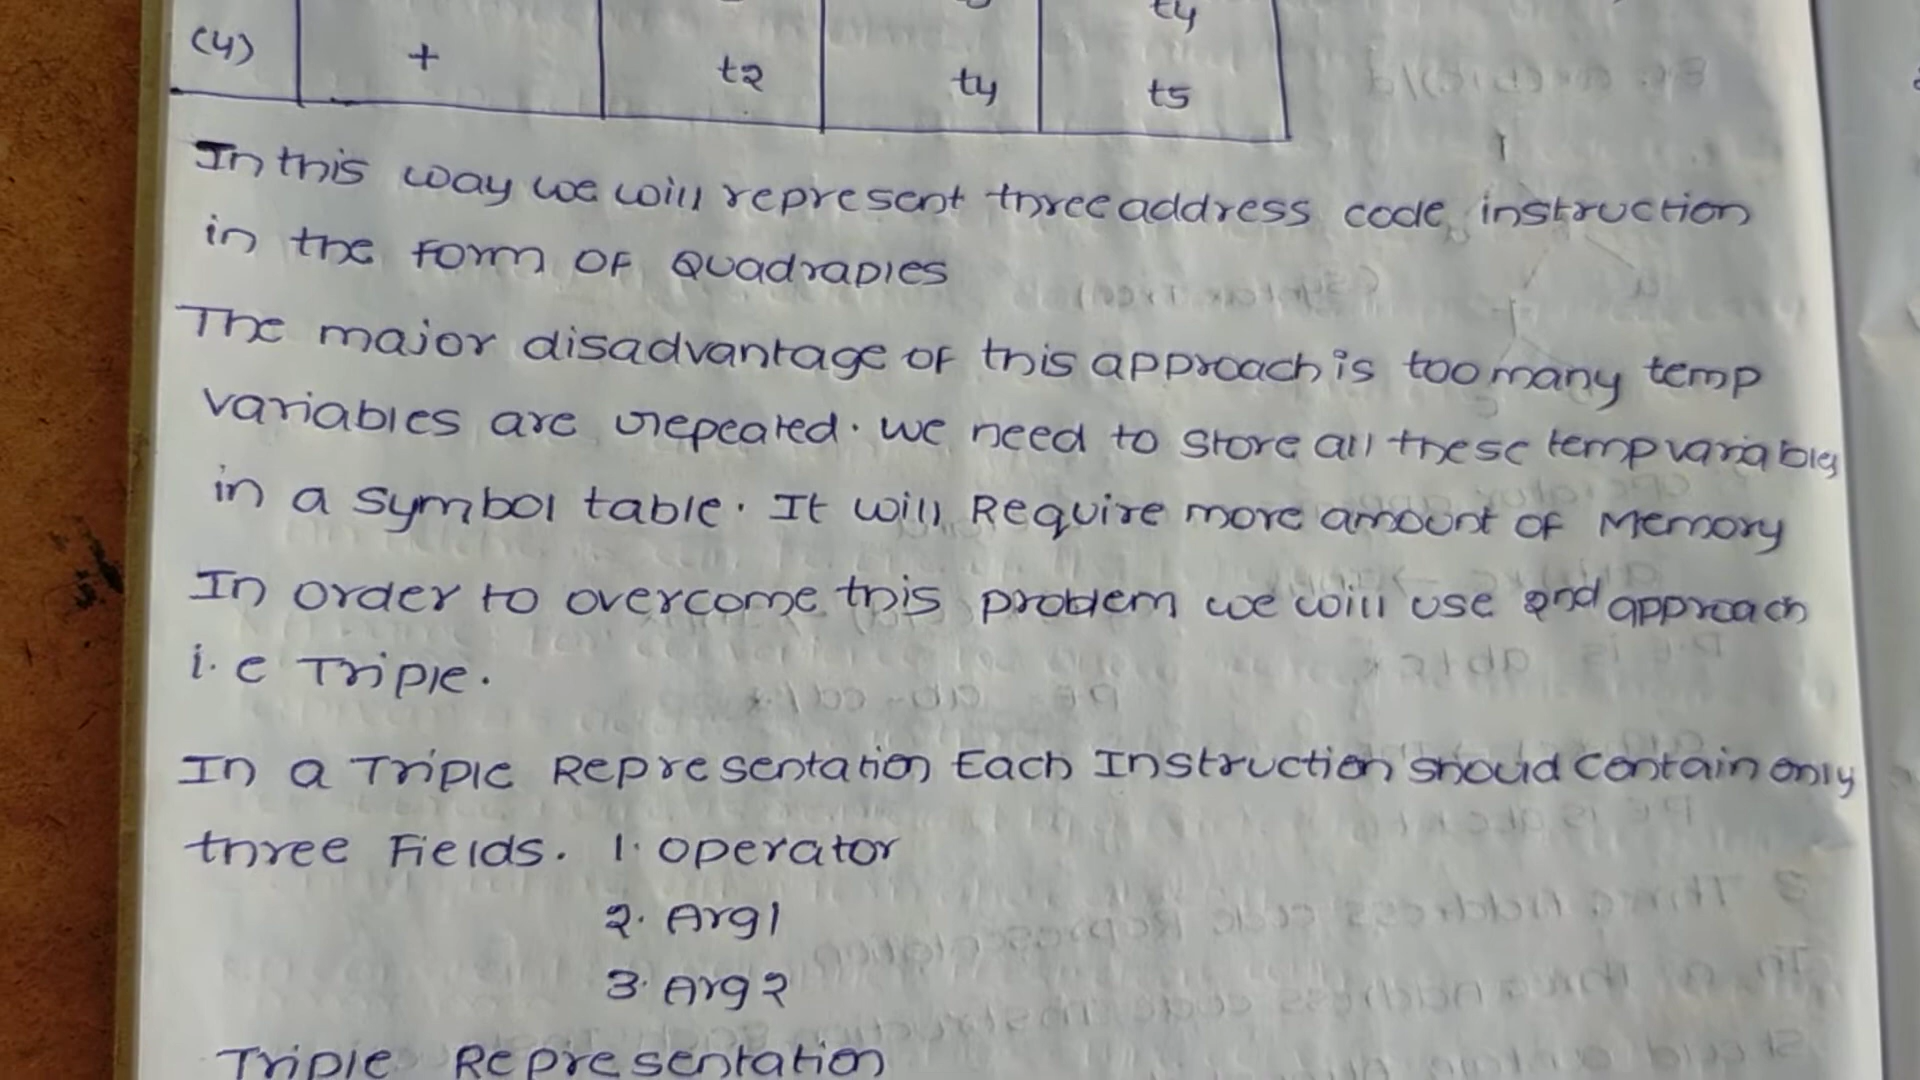 t4
(4) + t2 t4 t5
In this way we will represent three address code instruction
in the form of Quadraples
The major disadvantage of this approach is too many temp
variables are repeated. we need to store all these temp variables
in a symbol table. It will Require more amount of Memory
In order to overcome this problem we will use 2nd approach
i.e Triple.
In a Triple Representation Each Instruction should contain only
three Fields. 1. operator
2. Arg1
3. Arg2
Triple Representation